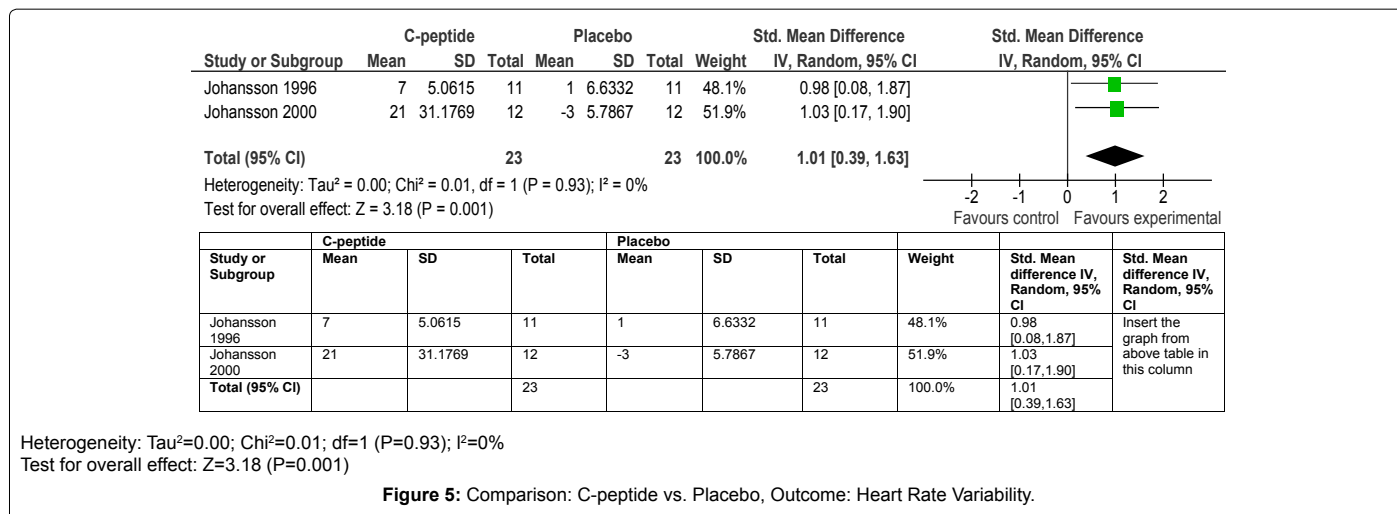 C-peptide Placebo Std. Mean Difference Std. Mean Difference
Study or Subgroup Mean SD Total Mean SD Total Weight IV, Random, 95% CI IV, Random, 95% CI
Johansson 1996 7 5.0615 11 1 6.6332 11 48.1% 0.98 [0.08, 1.87]
Johansson 2000 21 31.1769 12 -3 5.7867 12 51.9% 1.03 [0.17, 1.90]
Total (95% CI) 23 23 100.0% 1.01 [0.39, 1.63]
Heterogeneity: Tau² = 0.00; Chi² = 0.01, df = 1 (P = 0.93); I² = 0%
Test for overall effect: Z = 3.18 (P = 0.001)
-2 -1 0 1 2
Favours control Favours experimental
C-peptide Placebo
Study or Mean SD Total Mean SD Total Weight Std. Mean Std. Mean
Subgroup difference IV, difference IV,
Random, 95% Random, 95%
CI CI
Johansson 7 5.0615 11 1 6.6332 11 48.1% 0.98 Insert the
1996 [0.08,1.87] graph from
Johansson 21 31.1769 12 -3 5.7867 12 51.9% 1.03 above table in
2000 [0.17,1.90] this column
Total (95% CI) 23 23 100.0% 1.01
[0.39,1.63]
Heterogeneity: Tau²=0.00; Chi²=0.01; df=1 (P=0.93); I²=0%
Test for overall effect: Z=3.18 (P=0.001)
Figure 5: Comparison: C-peptide vs. Placebo, Outcome: Heart Rate Variability.